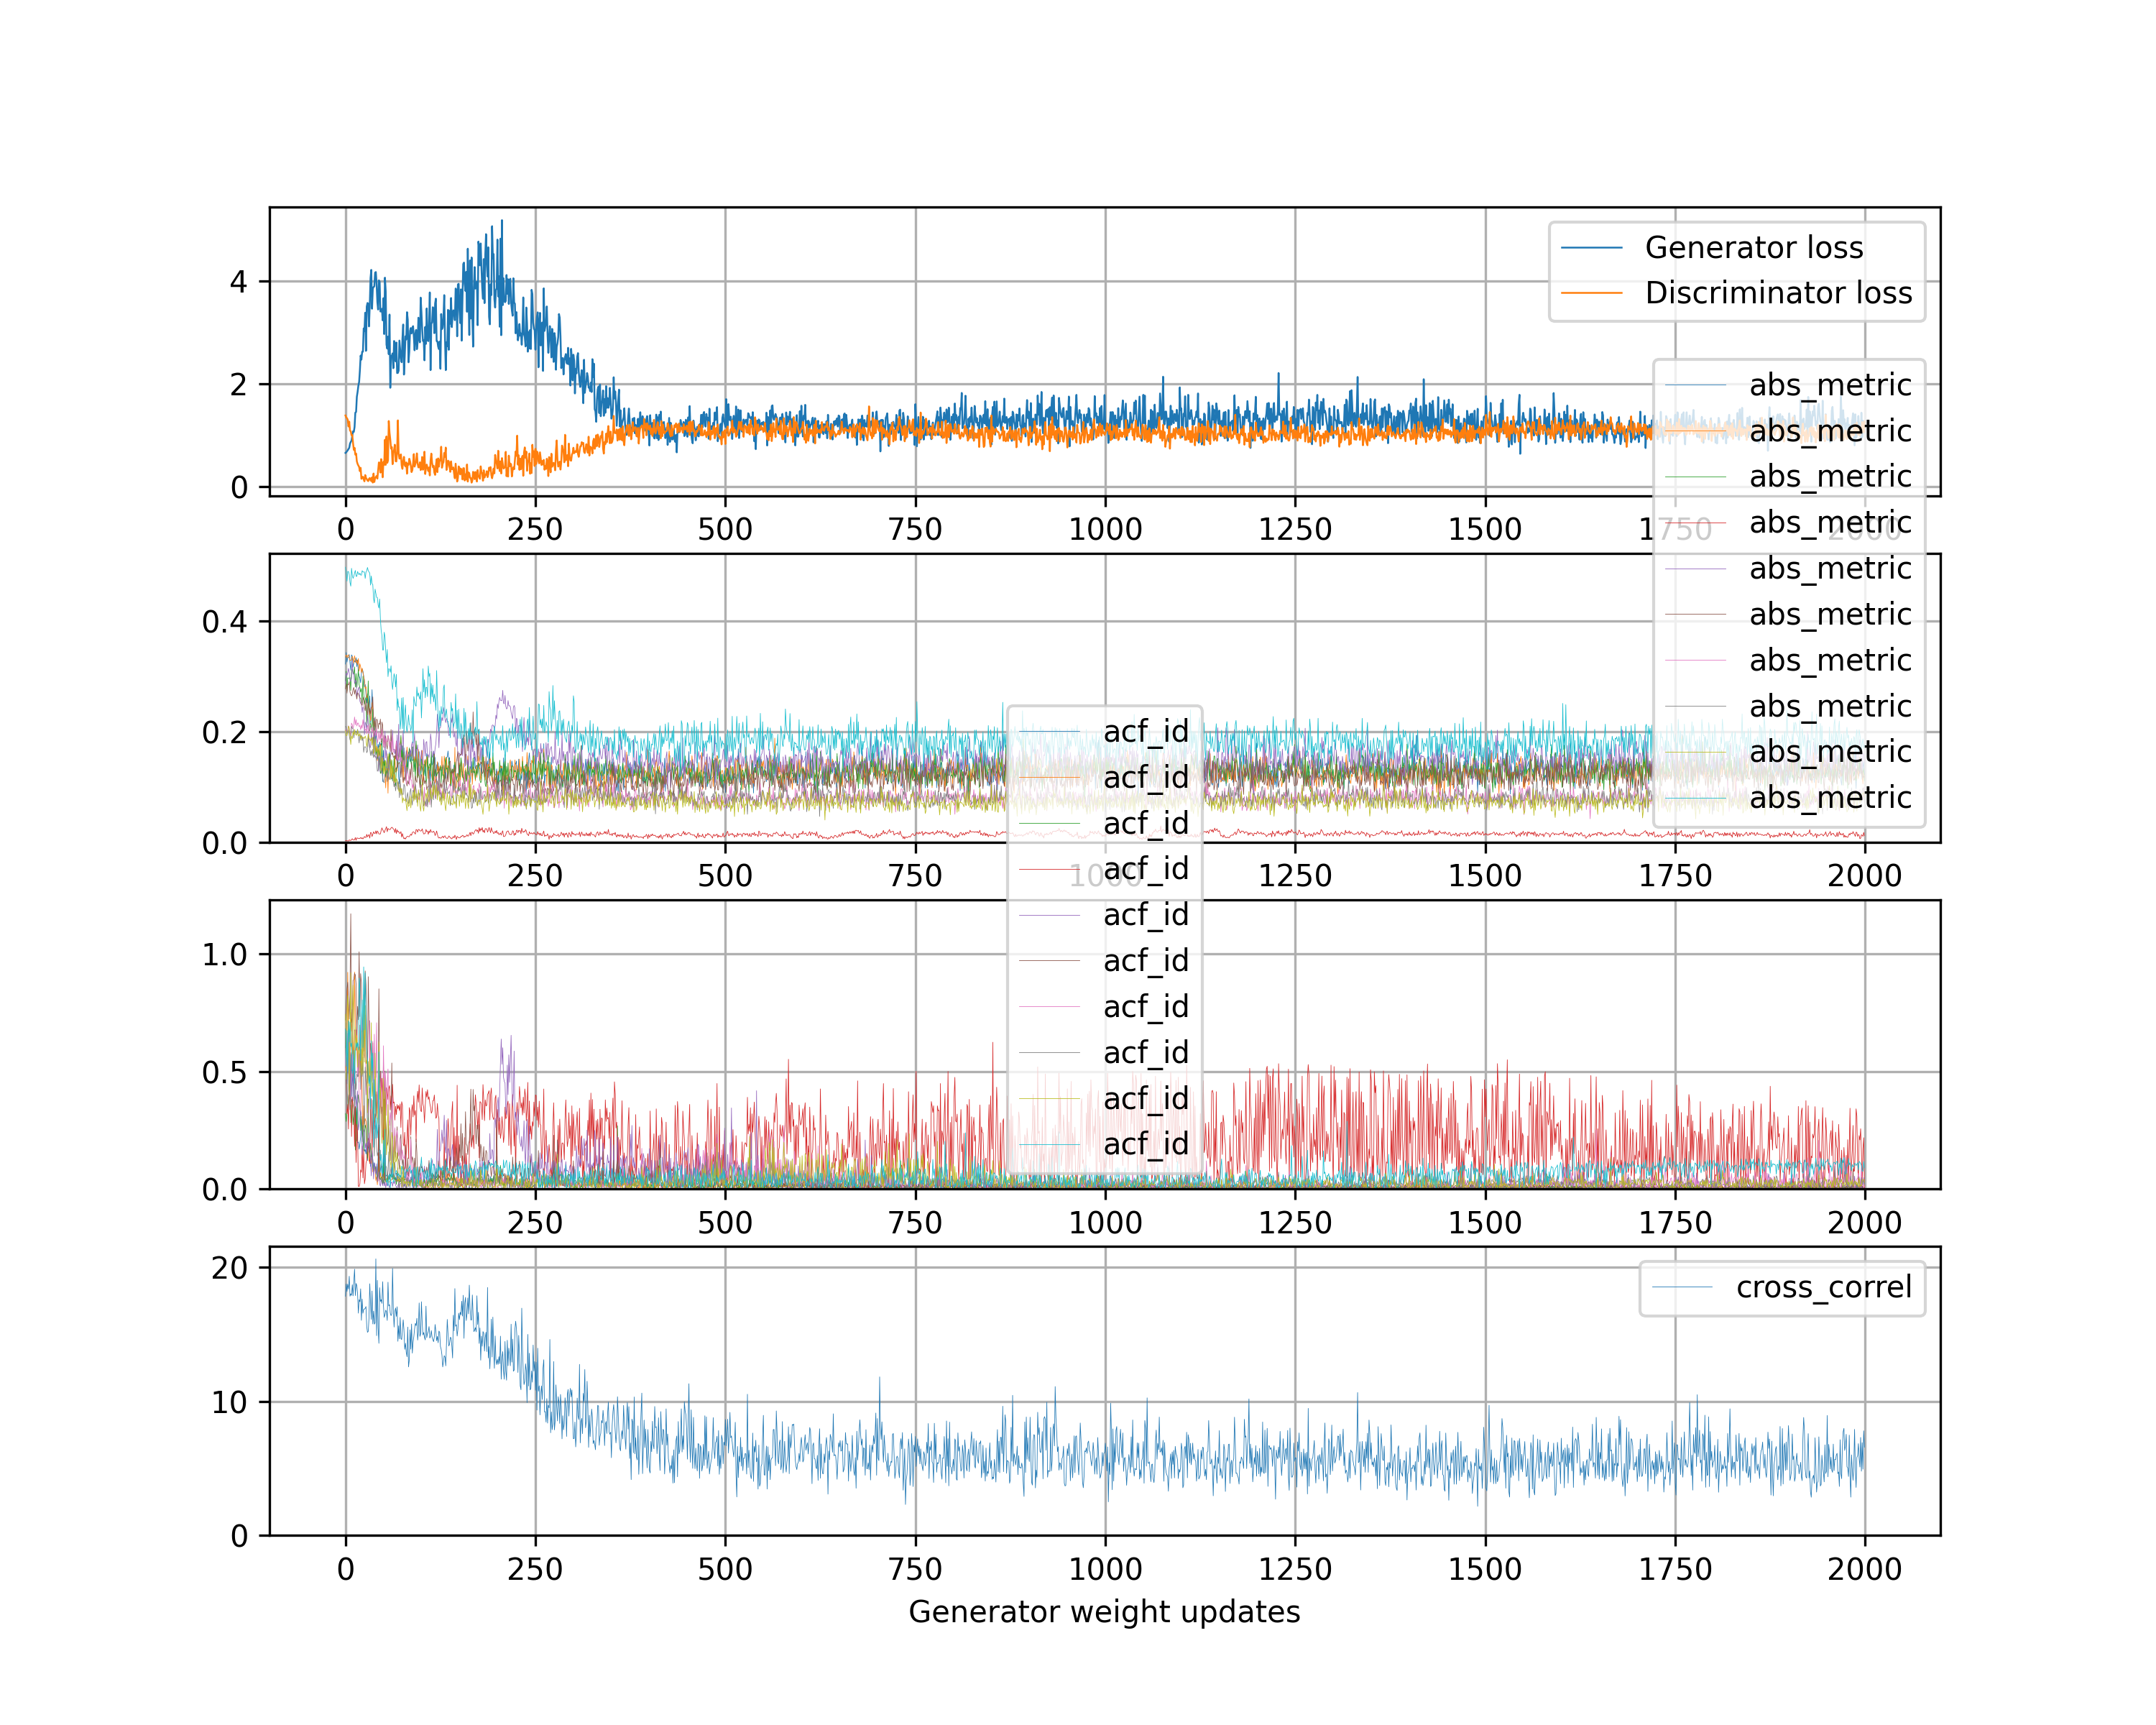 4
2
0
Generator loss
Discriminator loss
0 250 500 750 1000 1250 1500 1750 2000
abs_metric
abs_metric
abs_metric
abs_metric
abs_metric
abs_metric
abs_metric
abs_metric
abs_metric
abs_metric
0.4
0.2
0.0
0 250 500 750 1000 1250 1500 1750 2000
acf_id
acf_id
acf_id
acf_id
acf_id
acf_id
acf_id
acf_id
acf_id
acf_id
1.0
0.5
0.0
0 250 500 750 1000 1250 1500 1750 2000
20
10
0
cross_correl
0 250 500 750 1000 1250 1500 1750 2000
Generator weight updates